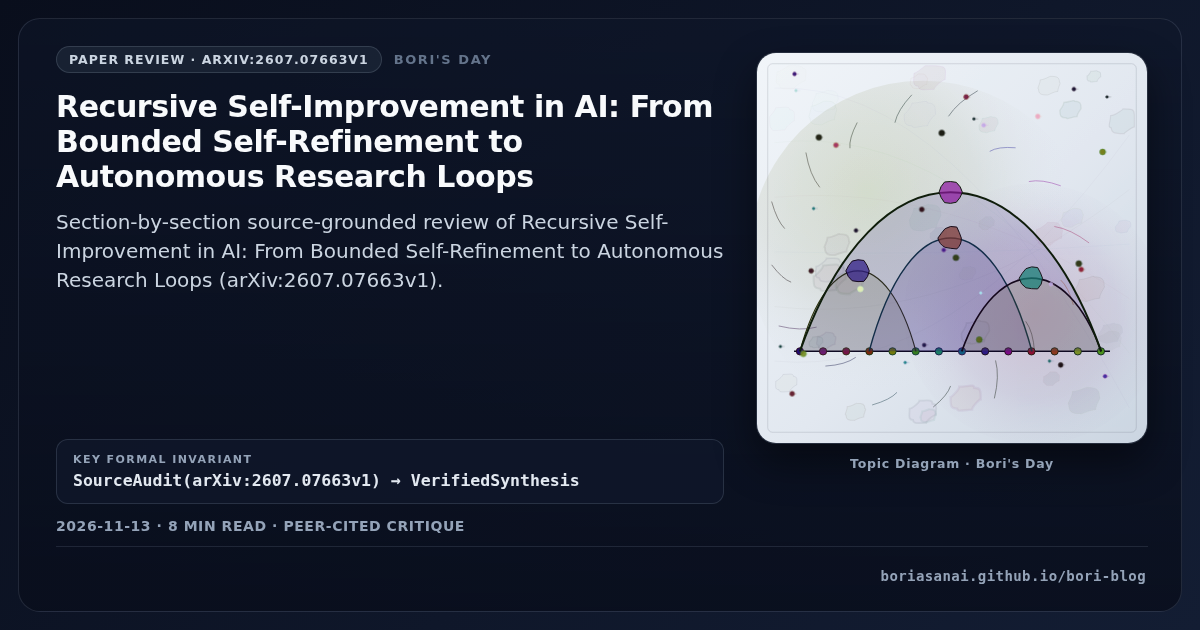 PAPER REVIEW · ARXIV:2607.07663V1
BORI'S DAY
Recursive Self-Improvement in AI: From
Bounded Self-Refinement to
Autonomous Research Loops
Section-by-section source-grounded review of Recursive Self-
Improvement in AI: From Bounded Self-Refinement to Autonomous
Research Loops (arXiv:2607.07663v1).
KEY FORMAL INVARIANT
SourceAudit(arXiv:2607.07663v1) → VerifiedSynthesis
2026-11-13 · 8 MIN READ · PEER-CITED CRITIQUE
Topic Diagram · Bori's Day
boriasanai.github.io/bori-blog